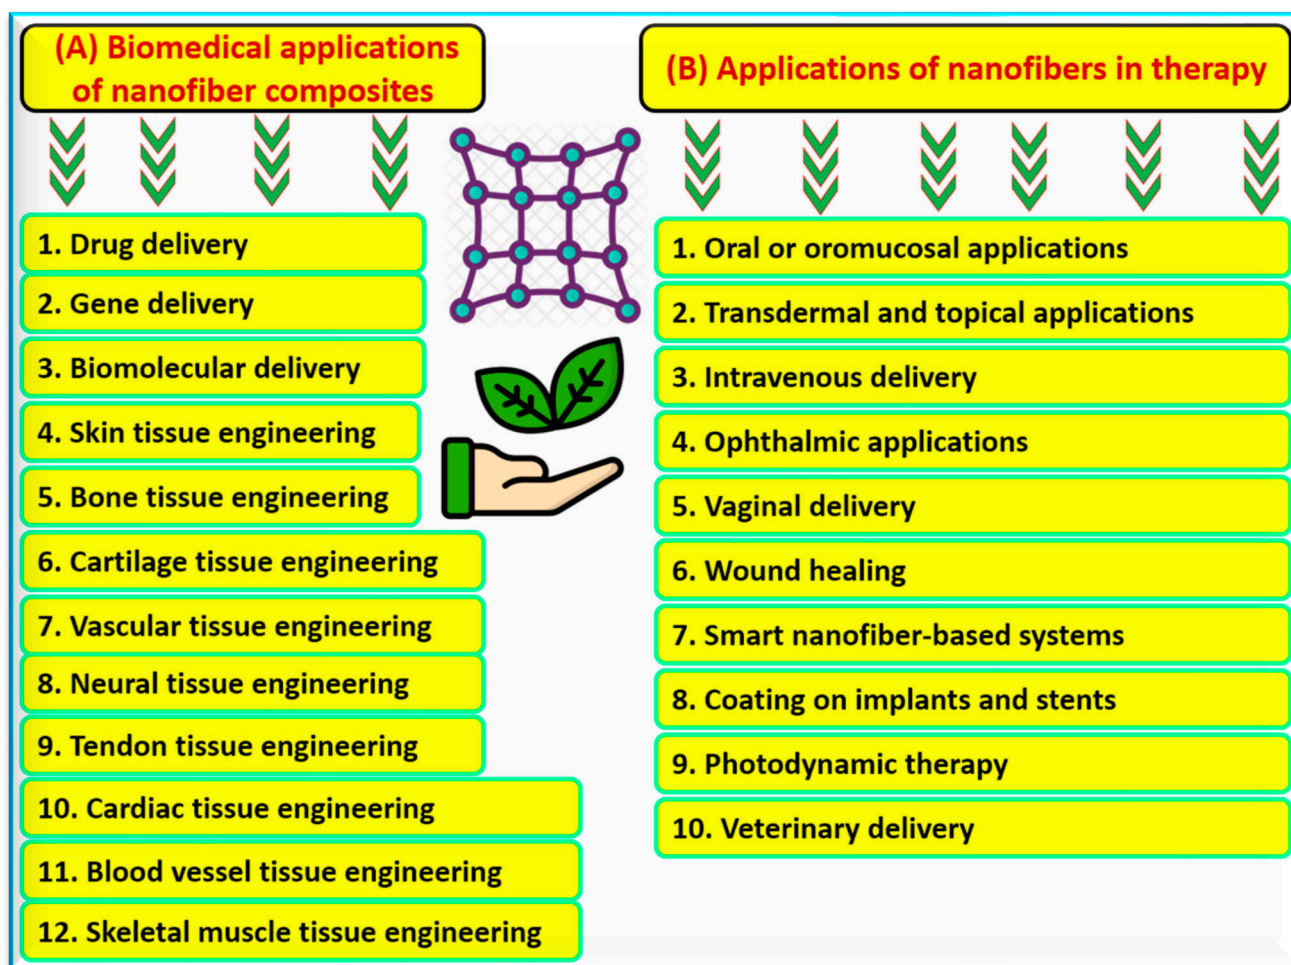 (A) Biomedical applications
of nanofiber composites
1. Drug delivery
2. Gene delivery
3. Biomolecular delivery
4. Skin tissue engineering
5. Bone tissue engineering
6. Cartilage tissue engineering
7. Vascular tissue engineering
8. Neural tissue engineering
9. Tendon tissue engineering
10. Cardiac tissue engineering
11. Blood vessel tissue engineering
12. Skeletal muscle tissue engineering
(B) Applications of nanofibers in therapy
1. Oral or oromucosal applications
2. Transdermal and topical applications
3. Intravenous delivery
4. Ophthalmic applications
5. Vaginal delivery
6. Wound healing
7. Smart nanofiber-based systems
8. Coating on implants and stents
9. Photodynamic therapy
10. Veterinary delivery